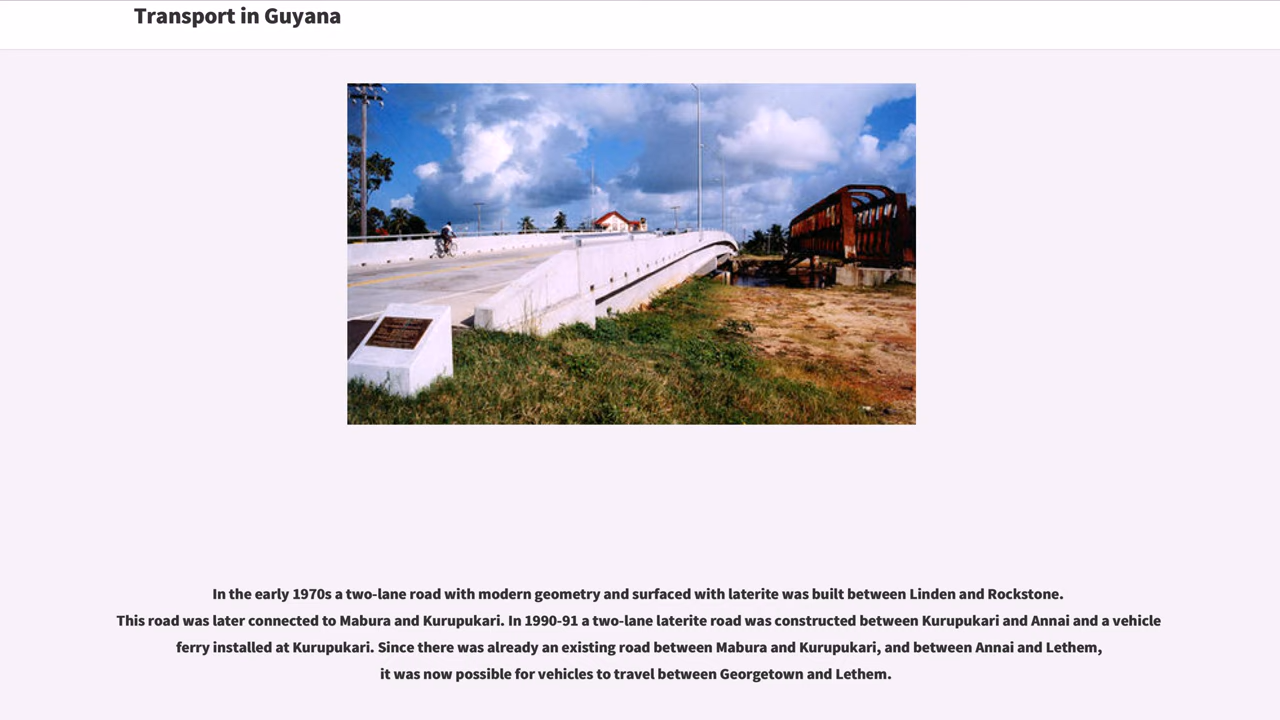 Transport in Guyana
In the early 1970s a two-lane road with modern geometry and surfaced with laterite was built between Linden and Rockstone.
This road was later connected to Mabura and Kurupukari. In 1990-91 a two-lane laterite road was constructed between Kurupukari and Annai and a vehicle
ferry installed at Kurupukari. Since there was already an existing road between Mabura and Kurupukari, and between Annai and Lethem,
it was now possible for vehicles to travel between Georgetown and Lethem.